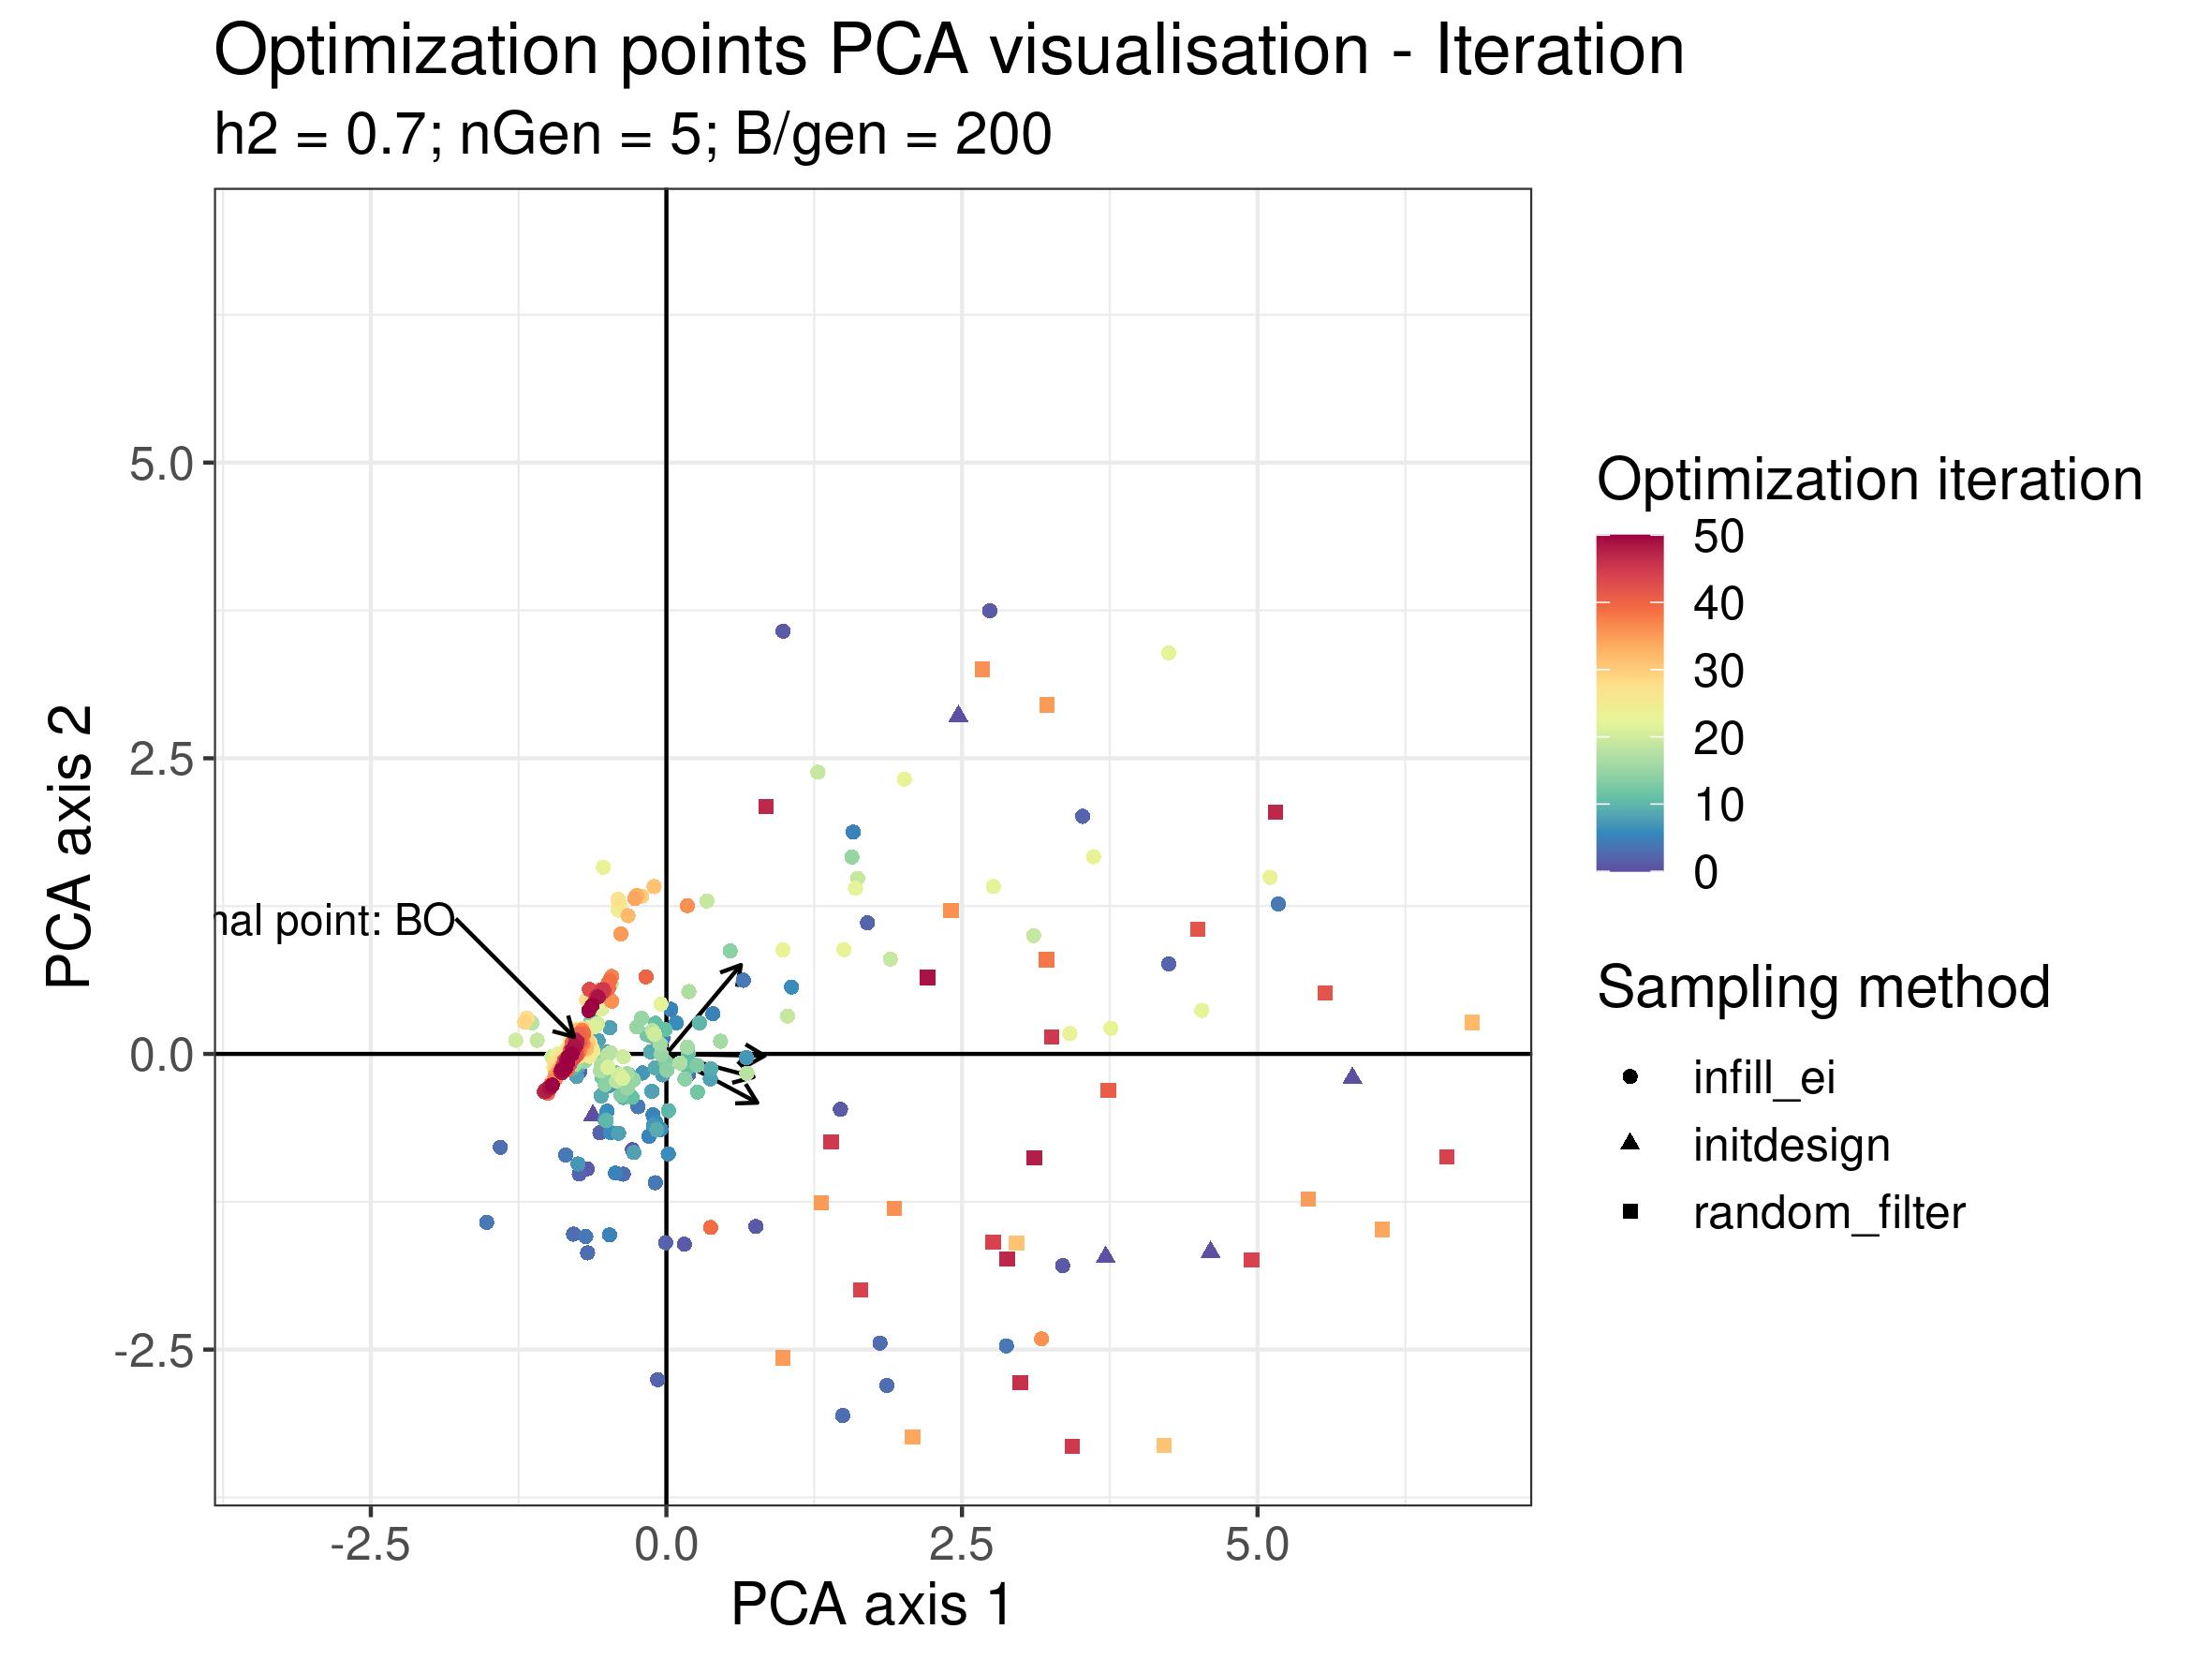 Optimization points PCA visualisation - Iteration
h2 = 0.7; nGen = 5; B/gen = 200
PCA axis 2
5.0
2.5
0.0
-2.5
nal point: BO
-2.5
0.0
2.5
5.0
PCA axis 1
Optimization iteration
50
40
30
20
10
0
Sampling method
infill_ei
initdesign
random_filter